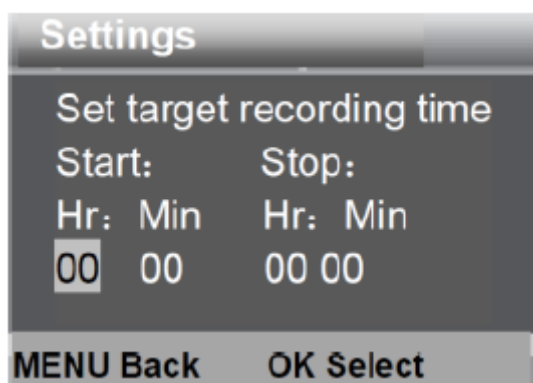 Settings
Set target recording time
Start: Stop:
Hr: Min Hr: Min
00 00 00 00
MENU Back OK Select